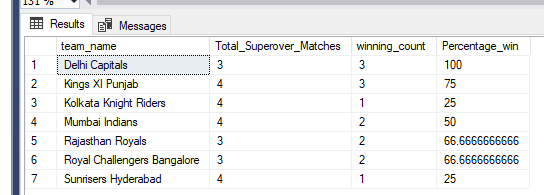 131 %
Results Messages
team_name Total_Superover_Matches winning_count Percentage_win
1 Delhi Capitals 3 3 100
2 Kings XI Punjab 4 3 75
3 Kolkata Knight Riders 4 1 25
4 Mumbai Indians 4 2 50
5 Rajasthan Royals 3 2 66.6666666666
6 Royal Challengers Bangalore 3 2 66.6666666666
7 Sunrisers Hyderabad 4 1 25